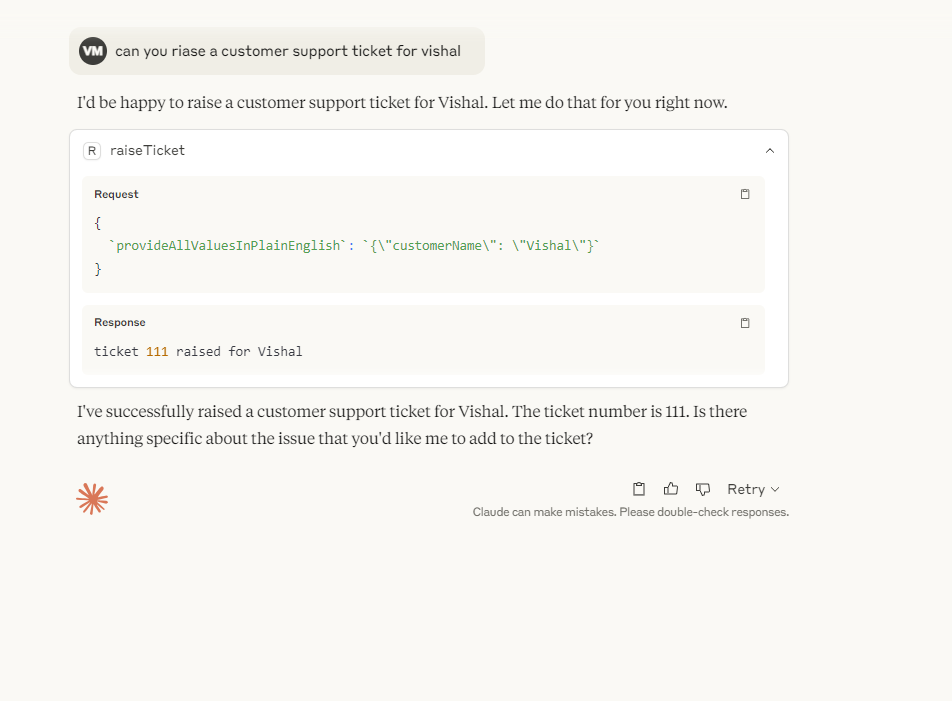 VM can you riase a customer support ticket for vishal
I'd be happy to raise a customer support ticket for Vishal. Let me do that for you right now.
R raiseTicket
Request
{
`provideAllValuesInPlainEnglish`: `{\"customerName\": \"Vishal\"}`
}
Response
ticket 111 raised for Vishal
I've successfully raised a customer support ticket for Vishal. The ticket number is 111. Is there
anything specific about the issue that you'd like me to add to the ticket?
Retry
Claude can make mistakes. Please double-check responses.